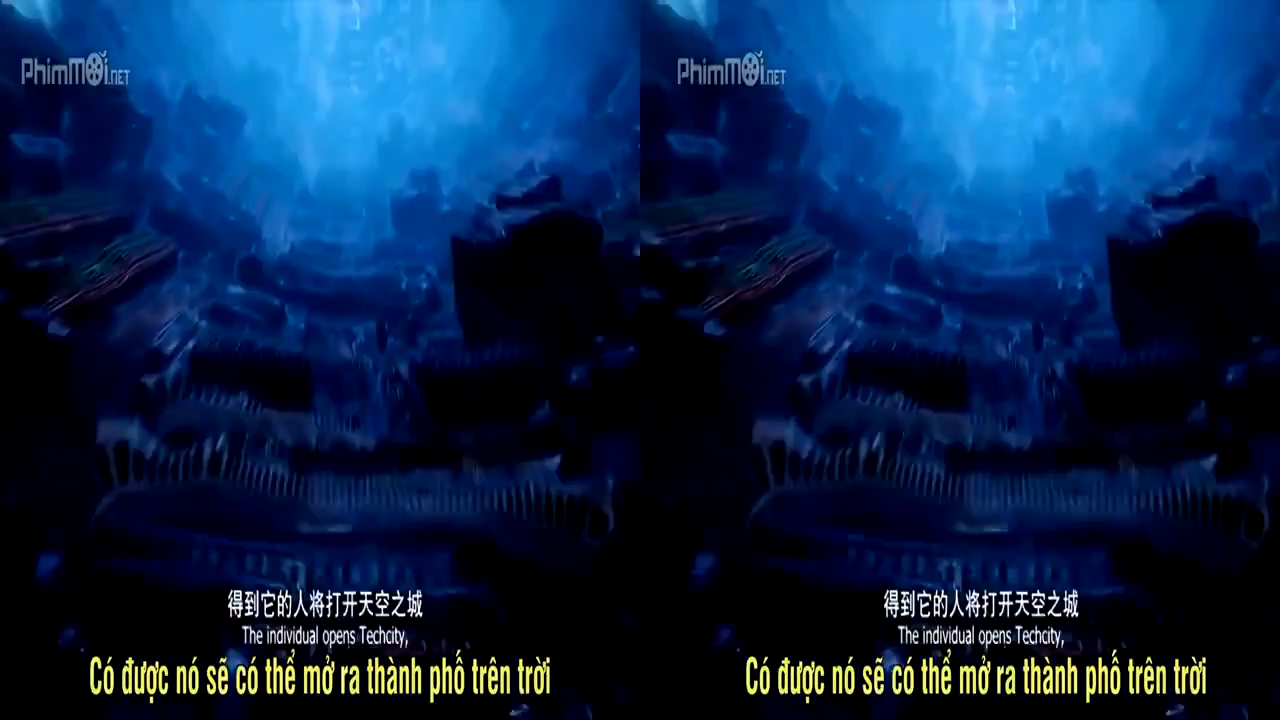 PhimMới.NET PhimMới.NET
得到它的人将打开天空之城 得到它的人将打开天空之城
The individual opens Techcity, The individual opens Techcity,
Có được nó sẽ có thể mở ra thành phố trên trời Có được nó sẽ có thể mở ra thành phố trên trời